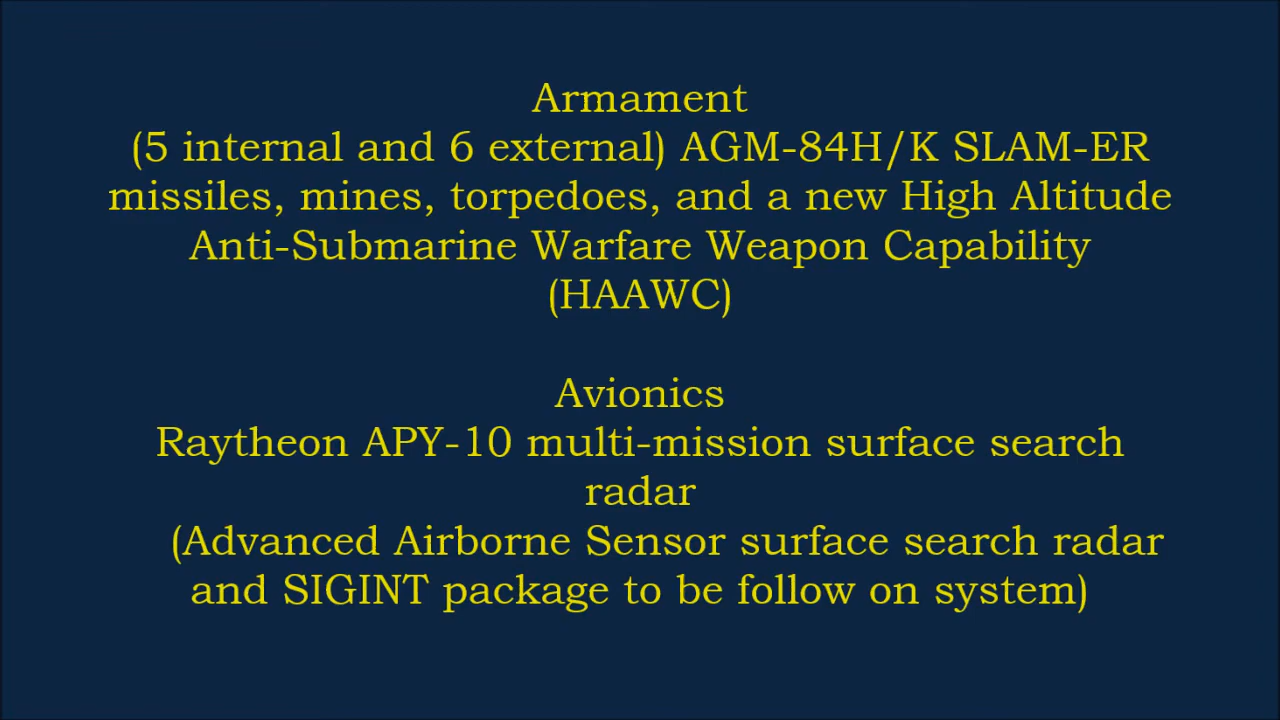 Armament
(5 internal and 6 external) AGM-84H/K SLAM-ER
missiles, mines, torpedoes, and a new High Altitude
Anti-Submarine Warfare Weapon Capability
(HAAWC)
Avionics
Raytheon APY-10 multi-mission surface search
radar
(Advanced Airborne Sensor surface search radar
and SIGINT package to be follow on system)